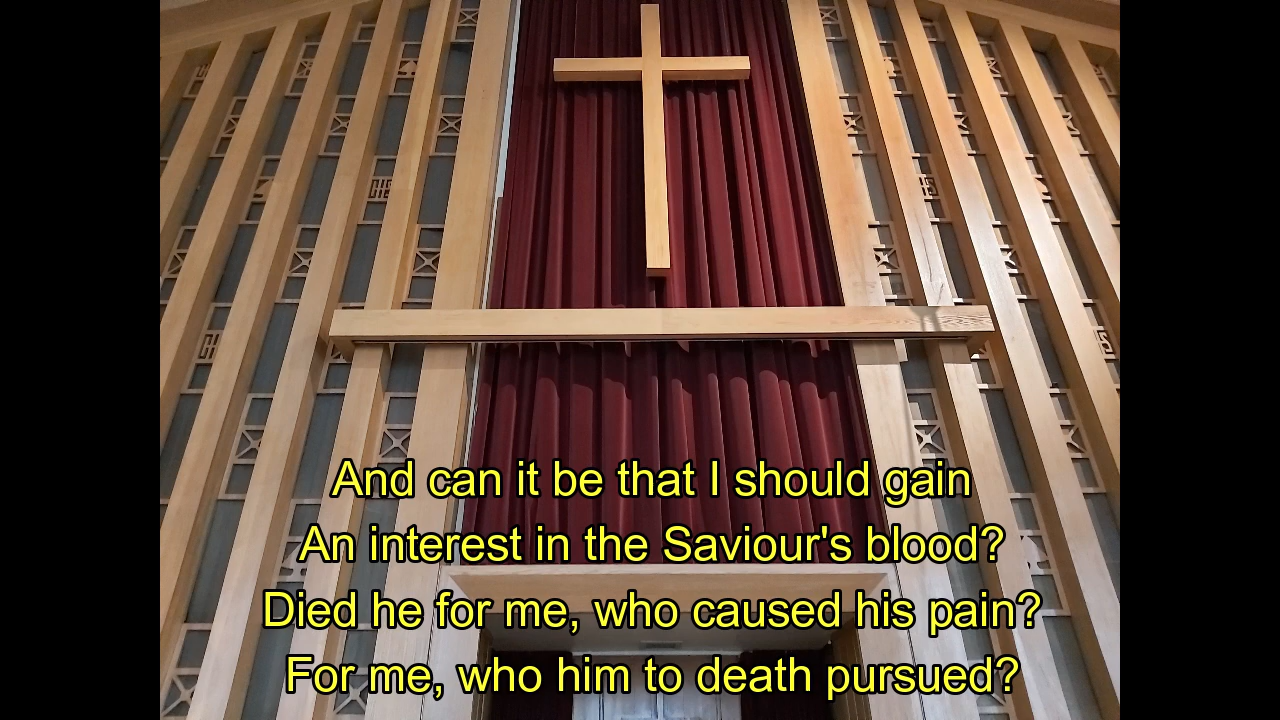 And can it be that I should gain
An interest in the Saviour's blood?
Died he for me, who caused his pain?
For me, who him to death pursued?